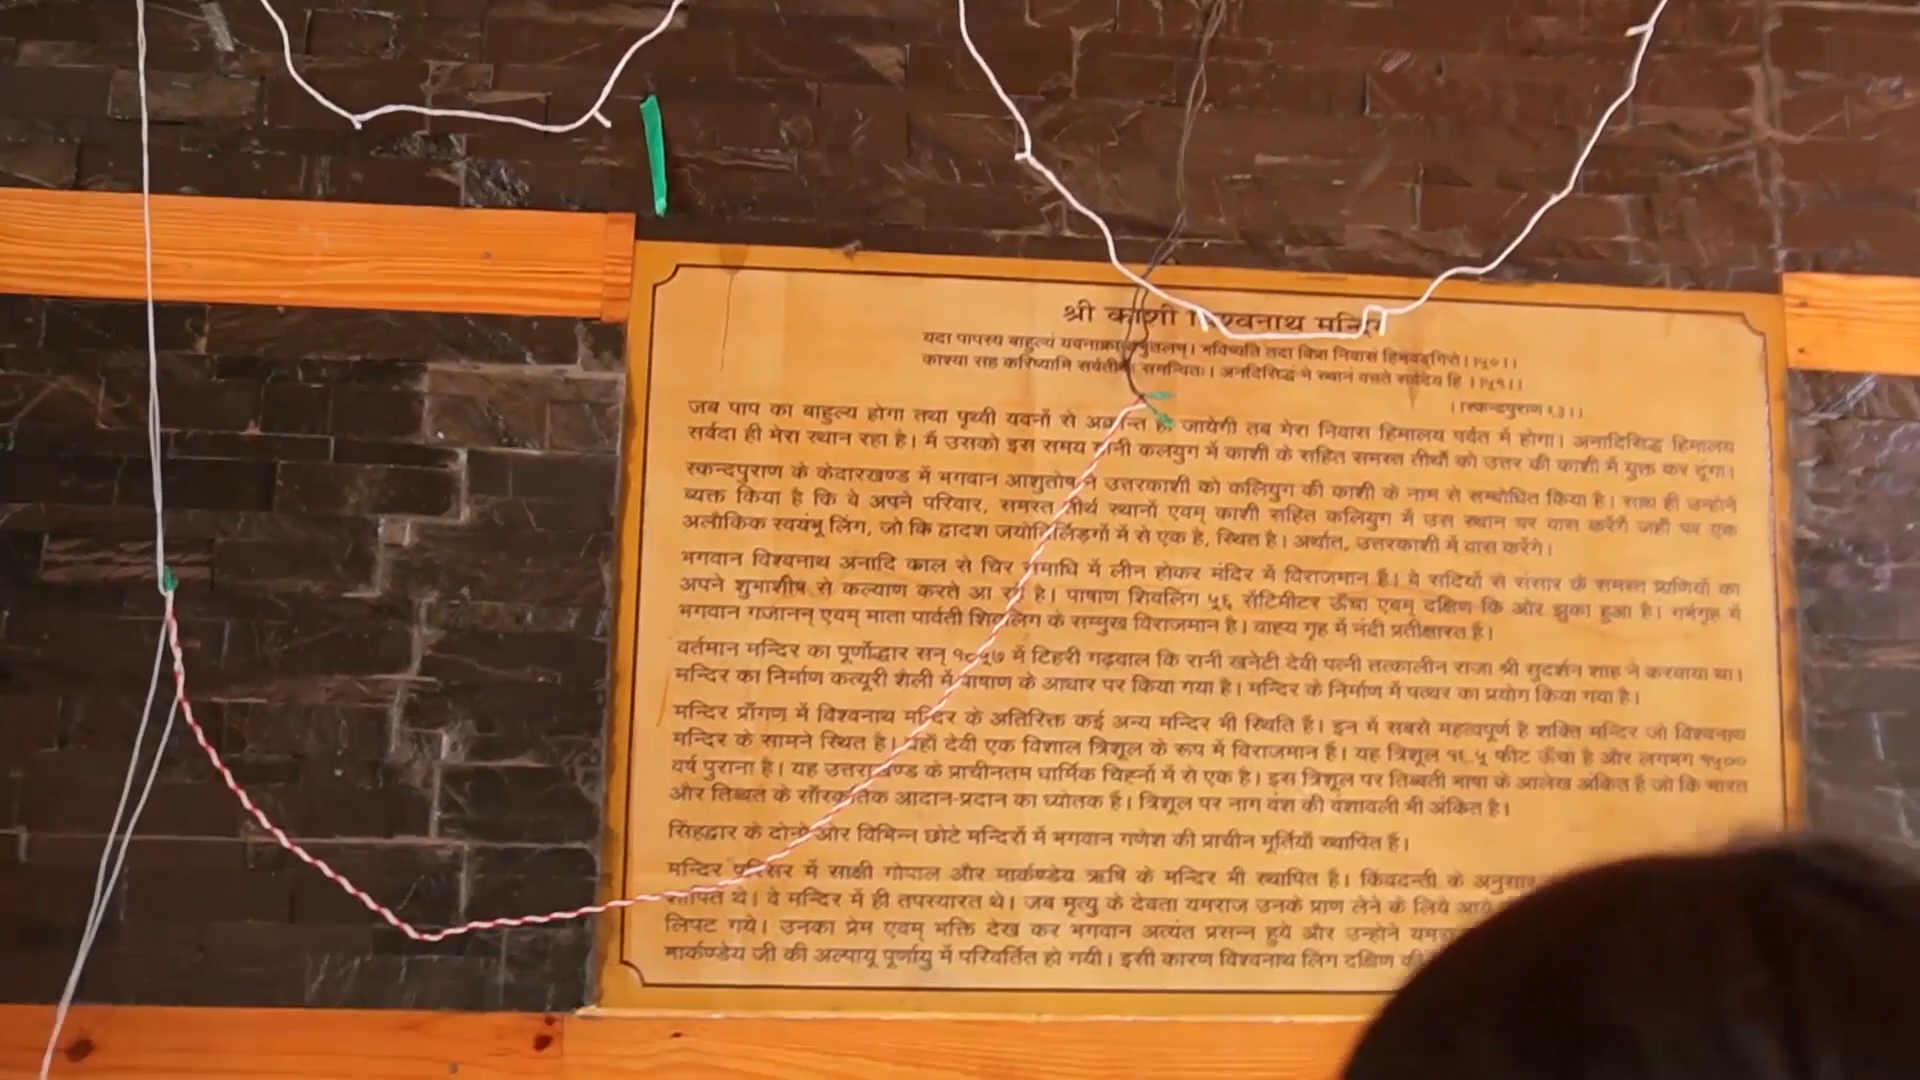 श्री काशी विश्वनाथ मन्दिर
यदा पापस्य बाहुल्यं भविष्यति तदा विप्रा निवासं हिमवद्गिरौ।।५०।।
काश्या सह करिष्यामि समन्वितः। अनदिसिद्धं मे स्थानं वत्तते सर्वदेव हि ।।५१।।
।।स्कन्दपुराण
जब पाप का बाहुल्य होगा तथा पृथ्वी यवनों से अक्रान्त हो जायेगी तब मेरा निवास हिमालय पर्वत में होगा। अनादिसिद्ध हिमालय
सर्वदा ही मेरा स्थान रहा है। मैं उसको इस समय यानी कलयुग में काशी के सहित समस्त तीर्थों को उत्तर की काशी में युक्त कर दूंगा।
स्कन्दपुराण के केदारखण्ड में भगवान आशुतोष ने उत्तरकाशी को कलियुग की काशी के नाम से सम्बोधित किया है। साथ ही उन्होने
व्यक्त किया है कि वे अपने परिवार, समस्त तीर्थ स्थानों एवम् काशी सहित कलियुग में उस स्थान पर वास करेंगें जहाँ पर एक
अलौकिक स्वयंभू लिंग, जो कि द्वादश जयोतिर्लिड़गों में से एक है, स्थित है। अर्थात, उत्तरकाशी में वास करेंगे।
भगवान विश्वनाथ अनादि काल से चिर समाधि में लीन होकर मंदिर में विराजमान हैं। वे सदियों से संसार के समस्त प्राणियों का
अपने शुभाशीष से कल्याण करते आ रहे है। पाषाण शिवलिंग ५६ सेंटिमीटर ऊँचा एवम् दक्षिण कि ओर झुका हुआ है। गर्भगृह में
भगवान गजानन् एवम् माता पार्वती शिवलिंग के सम्मुख विराजमान है। वाह्य गृह में नंदी प्रतीक्षारत हैं।
वर्तमान मन्दिर का पूर्णोद्धार सन् १८५७ में टिहरी गढ़वाल कि रानी खनेटी देवी पत्नी तत्कालीन राजा श्री सुदर्शन शाह ने करवाया था।
मन्दिर का निर्माण कत्यूरी शैली में पाषाण के आधार पर किया गया है। मन्दिर के निर्माण में पत्थर का प्रयोग किया गया है।
मन्दिर प्राँगण में विश्वनाथ मन्दिर के अतिरिक्त कई अन्य मन्दिर भी स्थिति हैं। इन में सबसे महत्वपूर्ण है शक्ति मन्दिर जो विश्वनाथ
मन्दिर के सामने स्थित है। यहाँ देवी एक विशाल त्रिशूल के रूप में विराजमान हैं। यह त्रिशूल १६.५ फीट ऊँचा है और लगभग १५००
वर्ष पुराना है। यह उत्तराखण्ड के प्राचीनतम धार्मिक चिह्नों में से एक है। इस त्रिशूल पर तिब्बती भाषा के आलेख अंकित हैं जो कि भारत
और तिब्बत के साँस्कृतिक आदान-प्रदान का ध्योतक हैं। त्रिशूल पर नाग वंश की वंशावली भी अंकित है।
सिंहद्वार के दोनो ओर विभिन्न छोटे मन्दिरों में भगवान गणेश की प्राचीन मूर्तियाँ स्थापित हैं।
मन्दिर परिसर में साक्षी गोपाल और मार्कण्डेय ऋषि के मन्दिर भी स्थापित हैं। किंवदन्ती के अनुसार
शापित थे। वे मन्दिर में ही तपस्यारत थे। जब मृत्यु के देवता यमराज उनके प्राण लेने के लिये आये
लिपट गये। उनका प्रेम एवम् भक्ति देख कर भगवान अत्यंत प्रसन्न हुये और उन्होने
मार्कण्डेय जी की अल्पायू पूर्णायु में परिवर्तित हो गयी। इसी कारण विश्वनाथ लिंग दक्षिण की